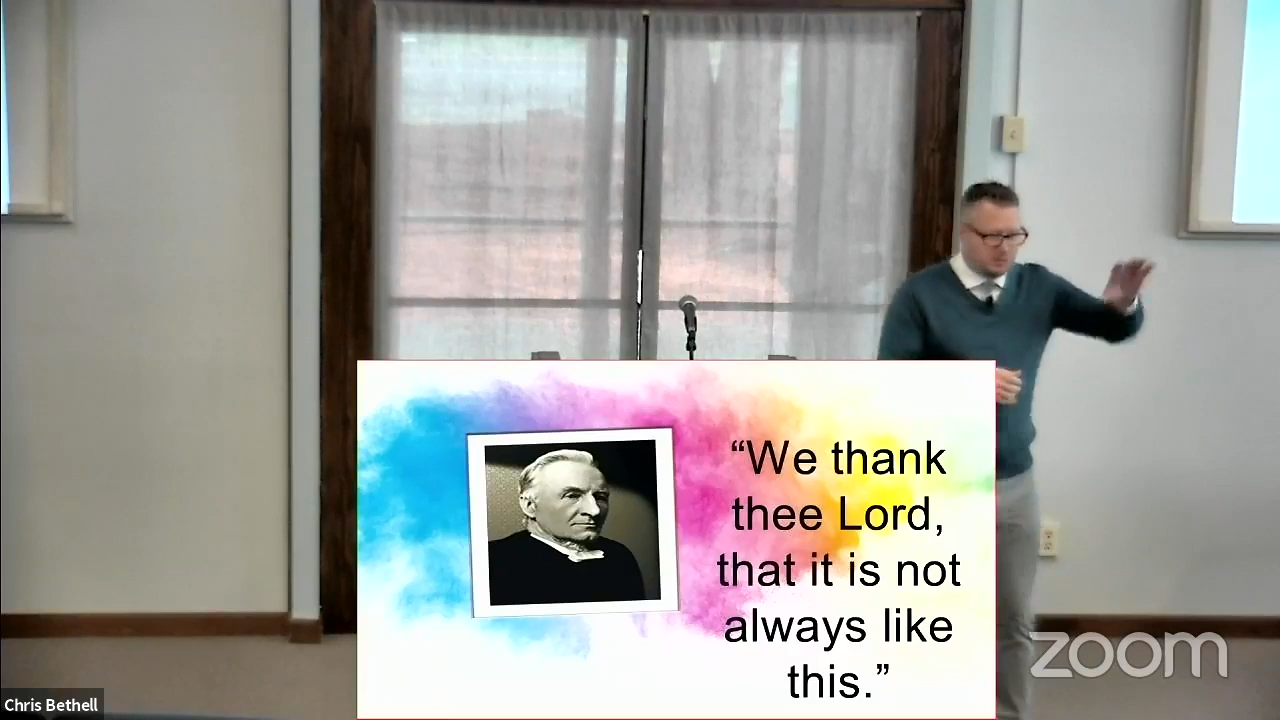 “We thank
thee Lord,
that it is not
always like
this.”
zoom
Chris Bethell